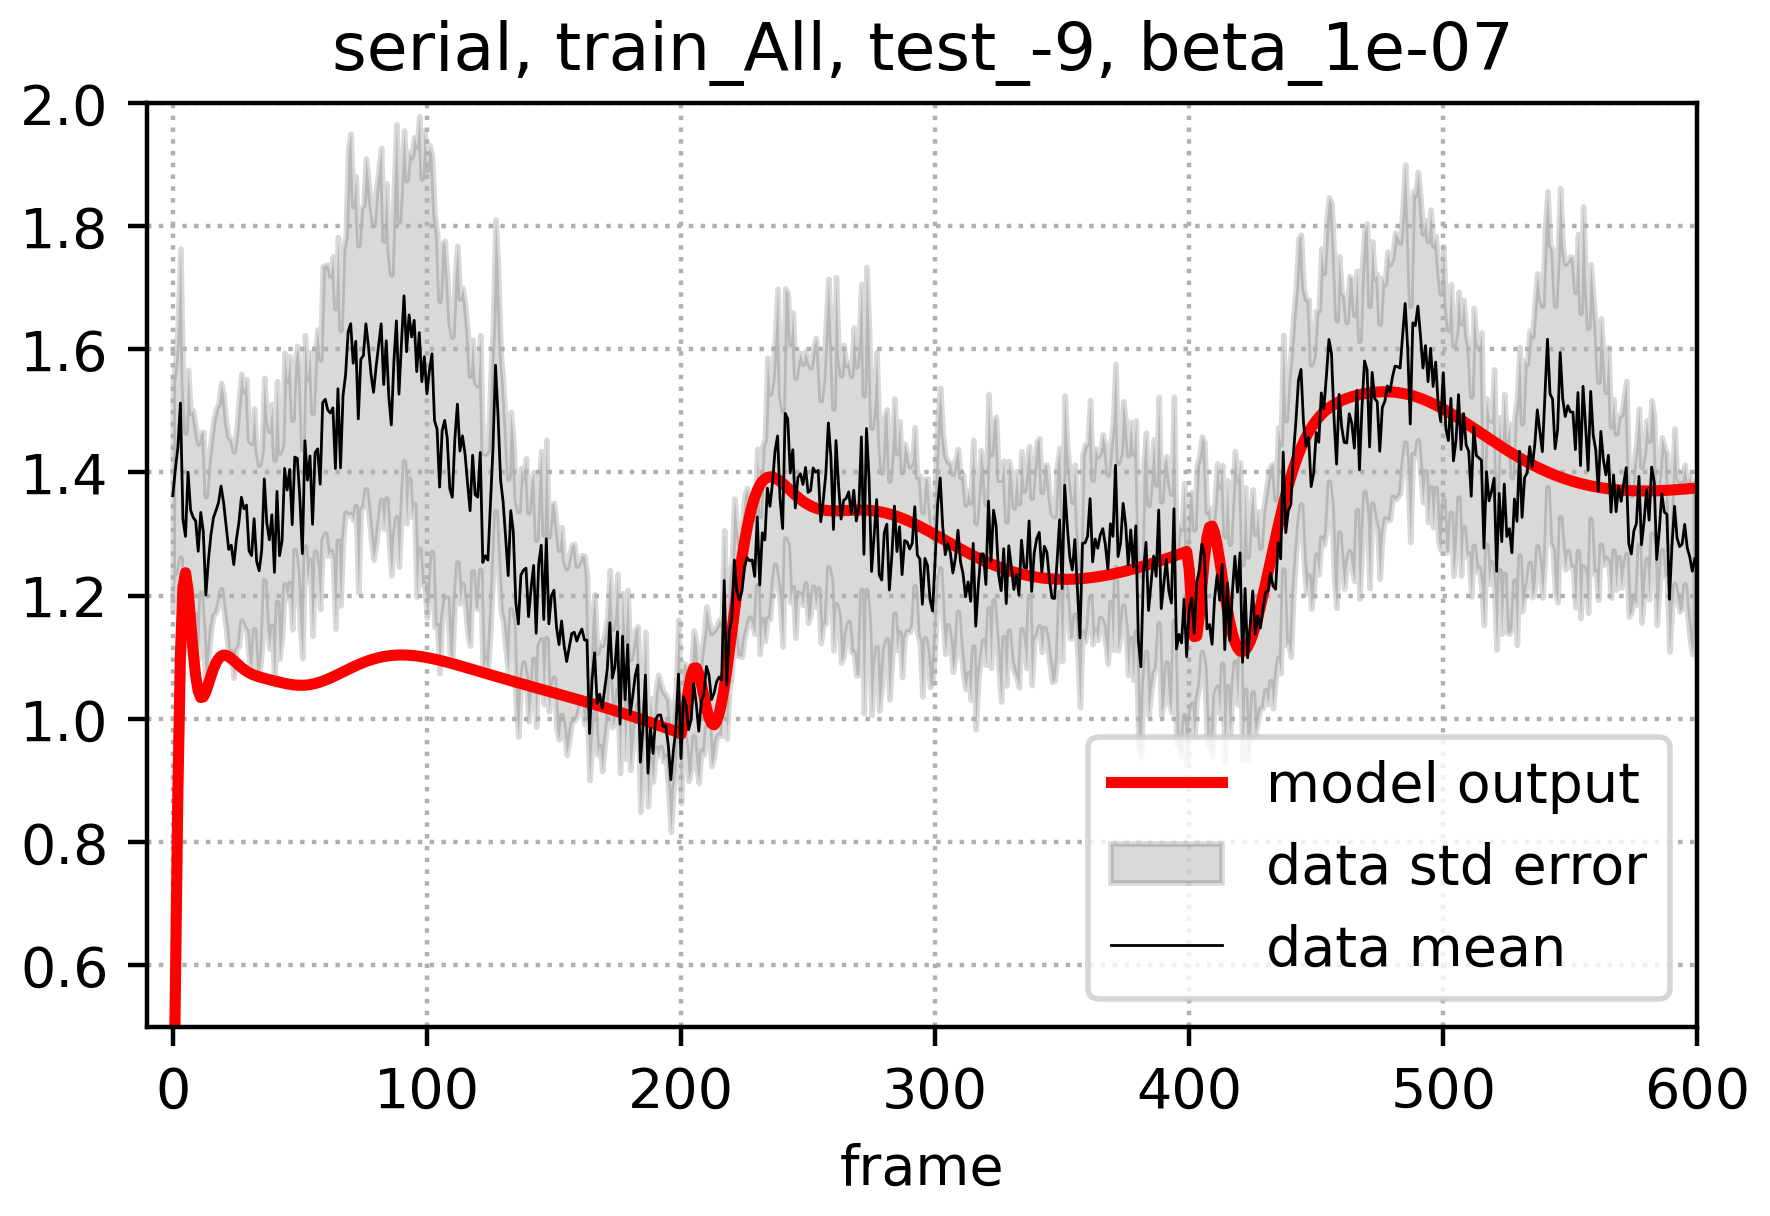 serial, train_All, test_-9, beta_1e-07
2.0
1.8
1.6
1.4
1.2
1.0
0.8
0.6
model output
data std error
data mean
0 100 200 300 400 500 600
frame